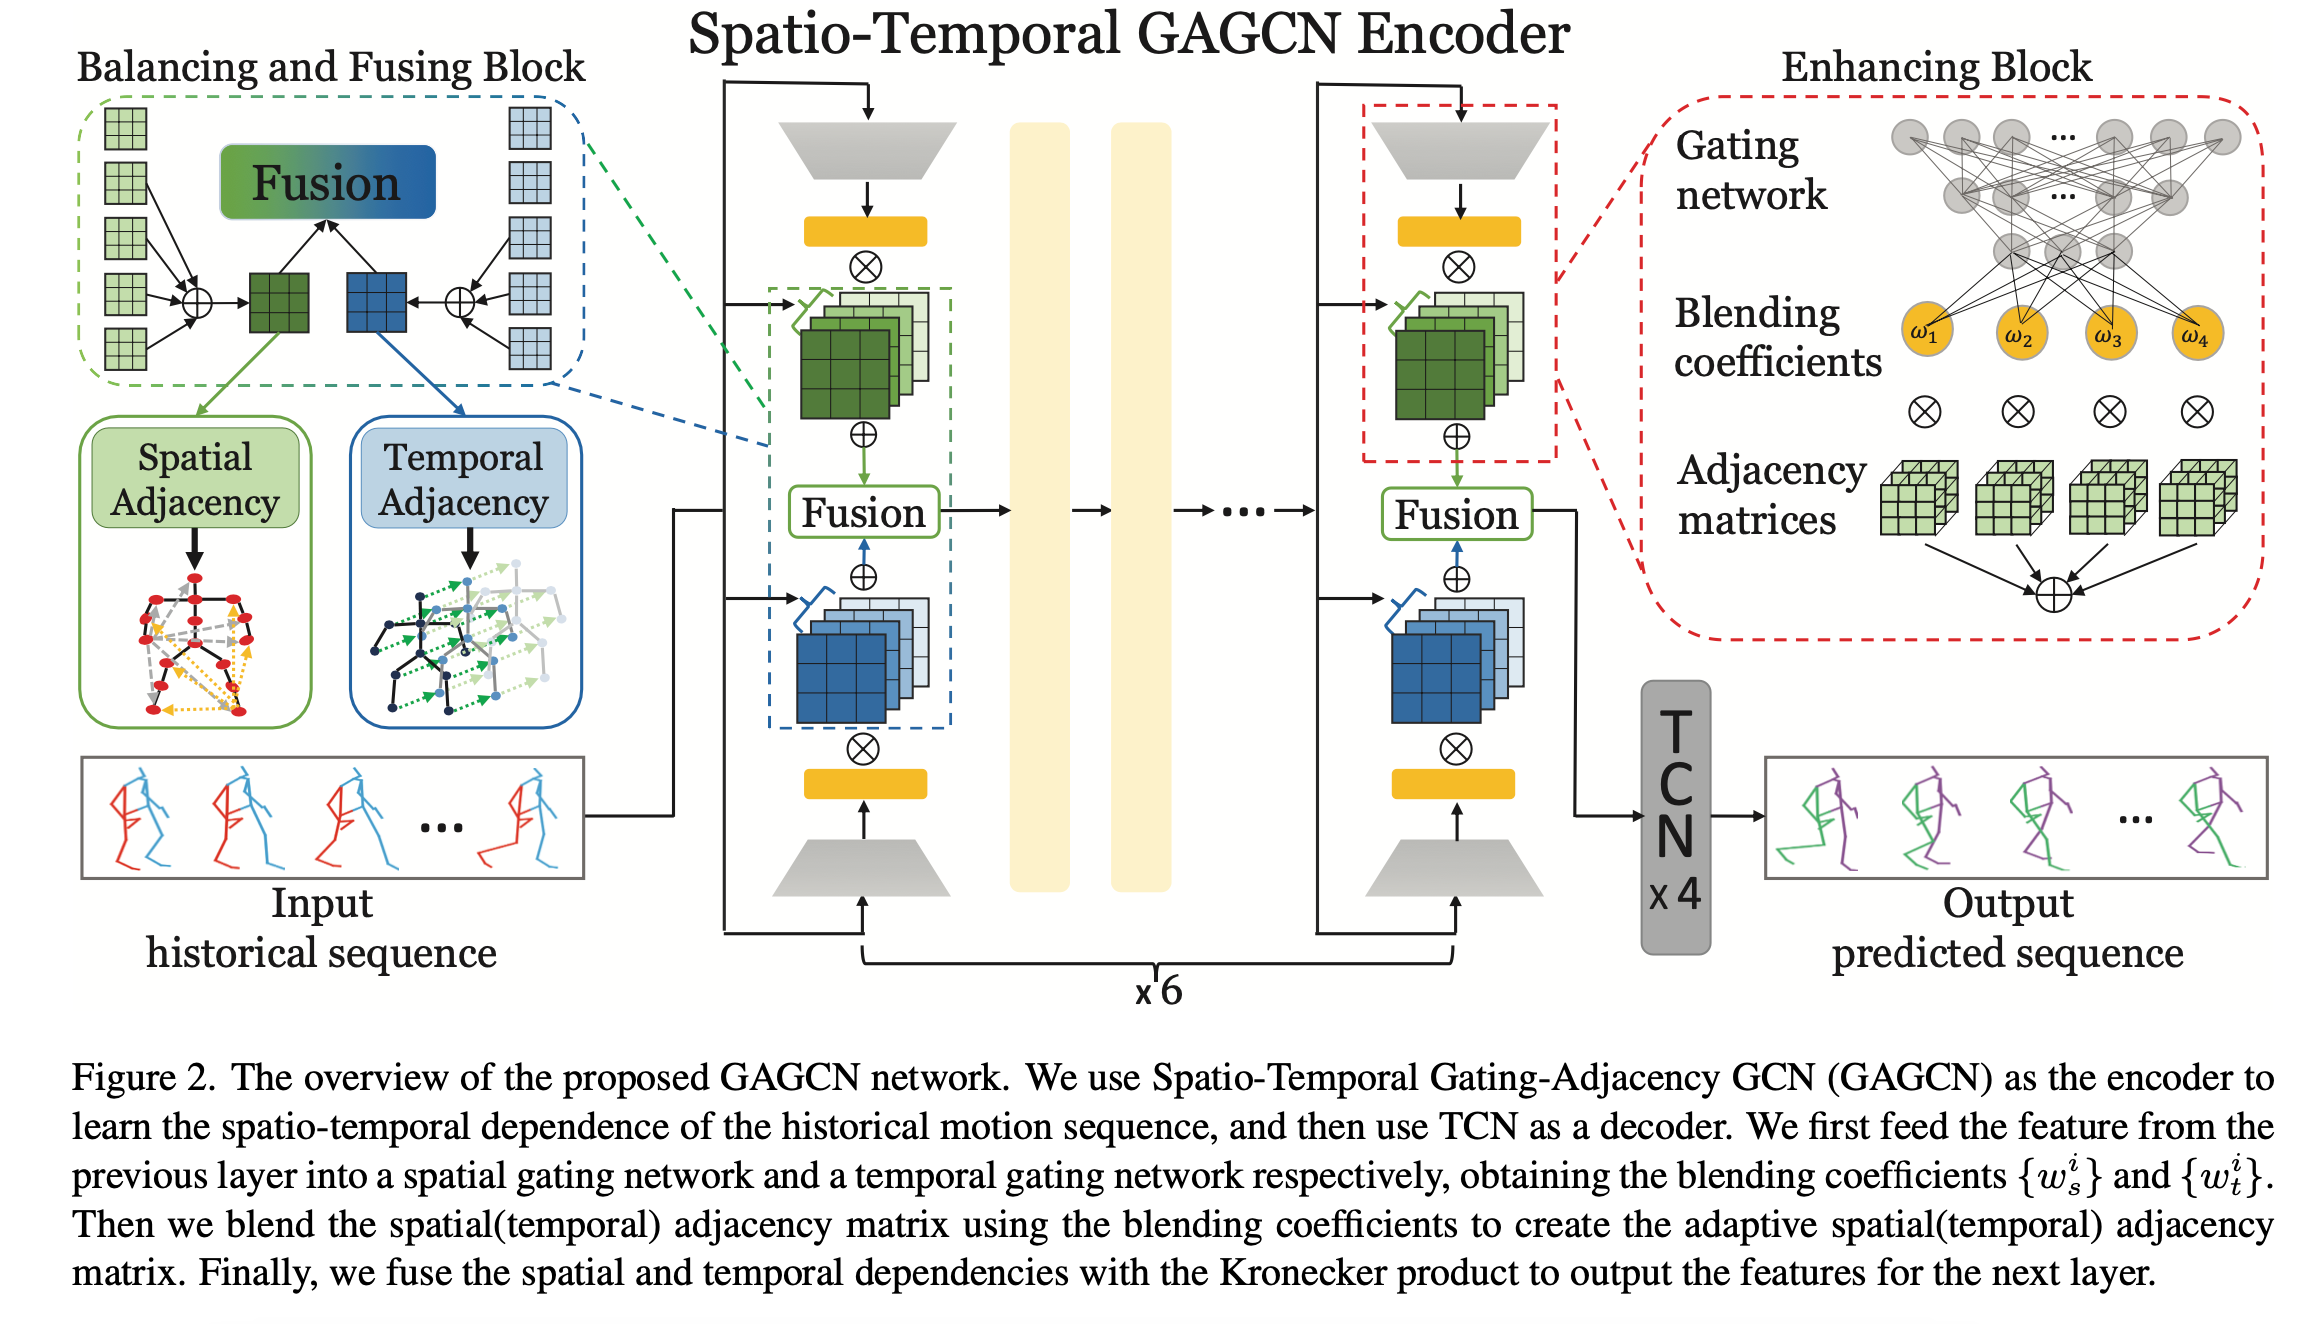 Spatio-Temporal GAGCN Encoder
Balancing and Fusing Block
Fusion
Spatial
Adjacency
Temporal
Adjacency
Input
historical sequence
Fusion
...
Fusion
x 6
Enhancing Block
Gating
network
...
...
Blending
coefficients
ω1 ω2 ω3 ω4
Adjacency
matrices
T
C
N
x 4
...
...
Output
predicted sequence
Figure 2. The overview of the proposed GAGCN network. We use Spatio-Temporal Gating-Adjacency GCN (GAGCN) as the encoder to
learn the spatio-temporal dependence of the historical motion sequence, and then use TCN as a decoder. We first feed the feature from the
previous layer into a spatial gating network and a temporal gating network respectively, obtaining the blending coefficients {w_s^i} and {w_t^i}.
Then we blend the spatial(temporal) adjacency matrix using the blending coefficients to create the adaptive spatial(temporal) adjacency
matrix. Finally, we fuse the spatial and temporal dependencies with the Kronecker product to output the features for the next layer.